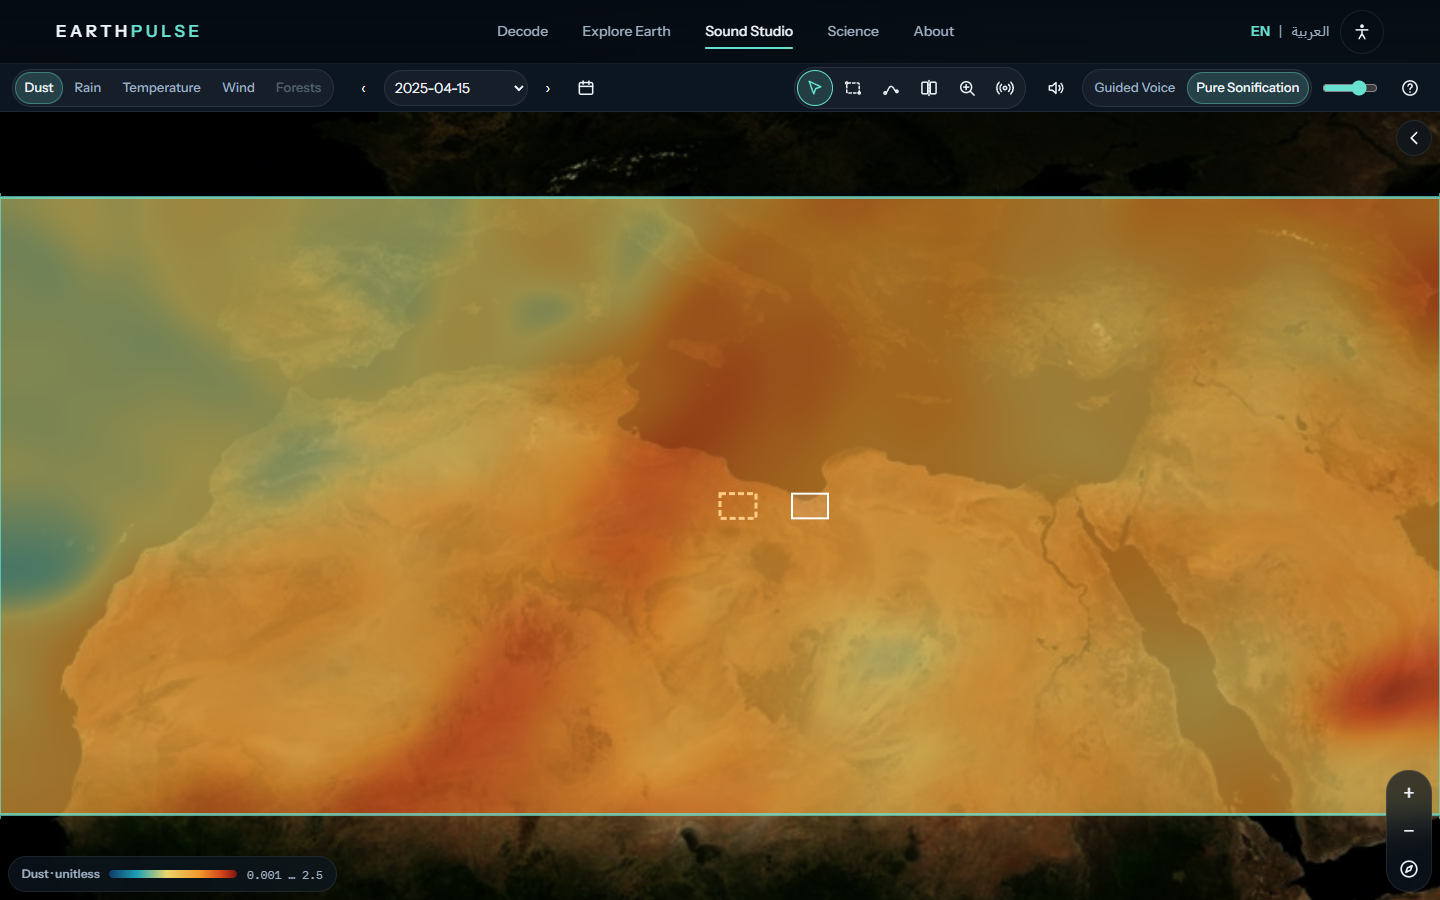 EARTHPULSE
Decode
Explore Earth
Sound Studio
Science
About
EN | العربية
Dust
Rain
Temperature
Wind
Forests
‹
2025-04-15
›
Guided Voice
Pure Sonification
Dust·unitless 0.001 … 2.5